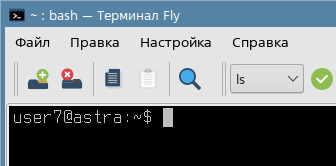 ~ : bash — Терминал Fly
Файл Правка Настройка Справка
ls
user7@astra:~$